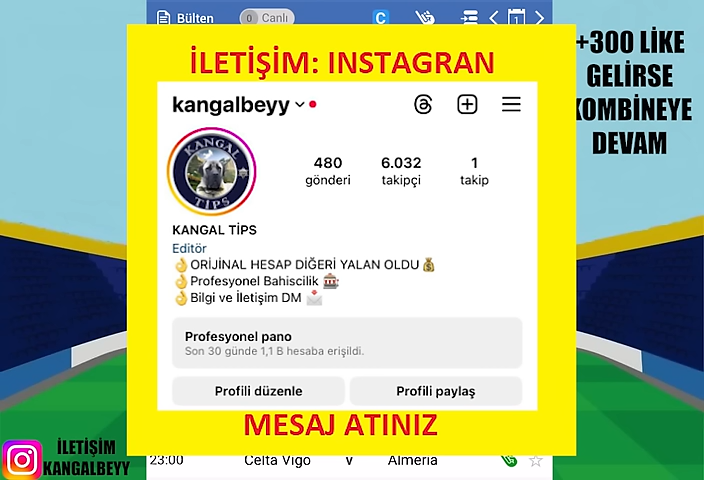 Bülten
0 Canlı
C
1
İLETİŞİM: INSTAGRAN
kangalbeyy
KANGAL
TİPS
480
gönderi
6.032
takipçi
1
takip
KANGAL TİPS
Editör
👌ORİJİNAL HESAP DİĞERİ YALAN OLDU💰
👌Profesyonel Bahiscilik 🎰
👌Bilgi ve İletişim DM 📩
Profesyonel pano
Son 30 günde 1,1 B hesaba erişildi.
Profili düzenle
Profili paylaş
MESAJ ATINIZ
23:00 Celta Vigo v Almeria
+300 LİKE
GELİRSE
KOMBİNEYE
DEVAM
İLETİŞİM
KANGALBEYY